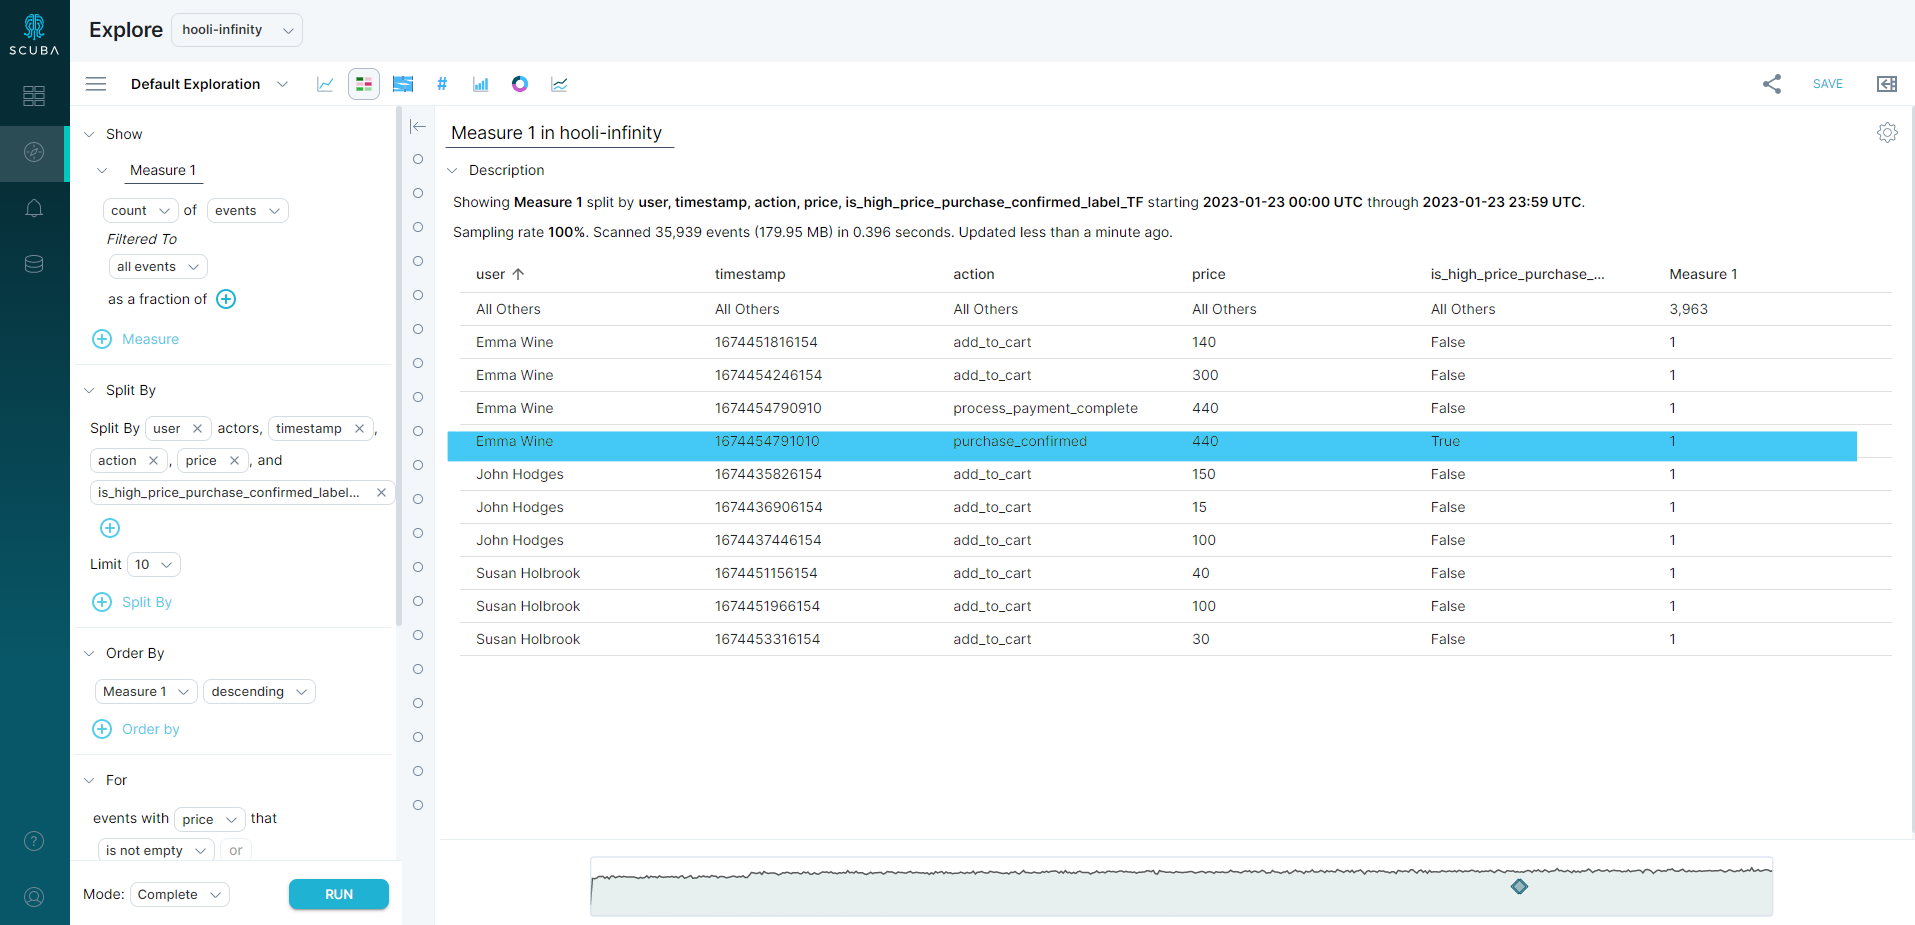 SCUBA
Explore
hooli-infinity
Default Exploration
#
SAVE
Show
Measure 1
count of events
Filtered To
all events
as a fraction of
Measure
Split By
Split By user × actors, timestamp ×,
action ×, price ×, and
is_high_price_purchase_confirmed_label... ×
Limit 10
Split By
Order By
Measure 1 descending
Order by
For
events with price that
is not empty or
Mode: Complete RUN
?
Measure 1 in hooli-infinity
Description
Showing Measure 1 split by user, timestamp, action, price, is_high_price_purchase_confirmed_label_TF starting 2023-01-23 00:00 UTC through 2023-01-23 23:59 UTC.
Sampling rate 100%. Scanned 35,939 events (179.95 MB) in 0.396 seconds. Updated less than a minute ago.
user timestamp action price is_high_price_purchase_... Measure 1
All Others All Others All Others All Others All Others 3,963
Emma Wine 1674451816154 add_to_cart 140 False 1
Emma Wine 1674454246154 add_to_cart 300 False 1
Emma Wine 1674454790910 process_payment_complete 440 False 1
Emma Wine 1674454791010 purchase_confirmed 440 True 1
John Hodges 1674435826154 add_to_cart 150 False 1
John Hodges 1674436906154 add_to_cart 15 False 1
John Hodges 1674437446154 add_to_cart 100 False 1
Susan Holbrook 1674451156154 add_to_cart 40 False 1
Susan Holbrook 1674451966154 add_to_cart 100 False 1
Susan Holbrook 1674453316154 add_to_cart 30 False 1